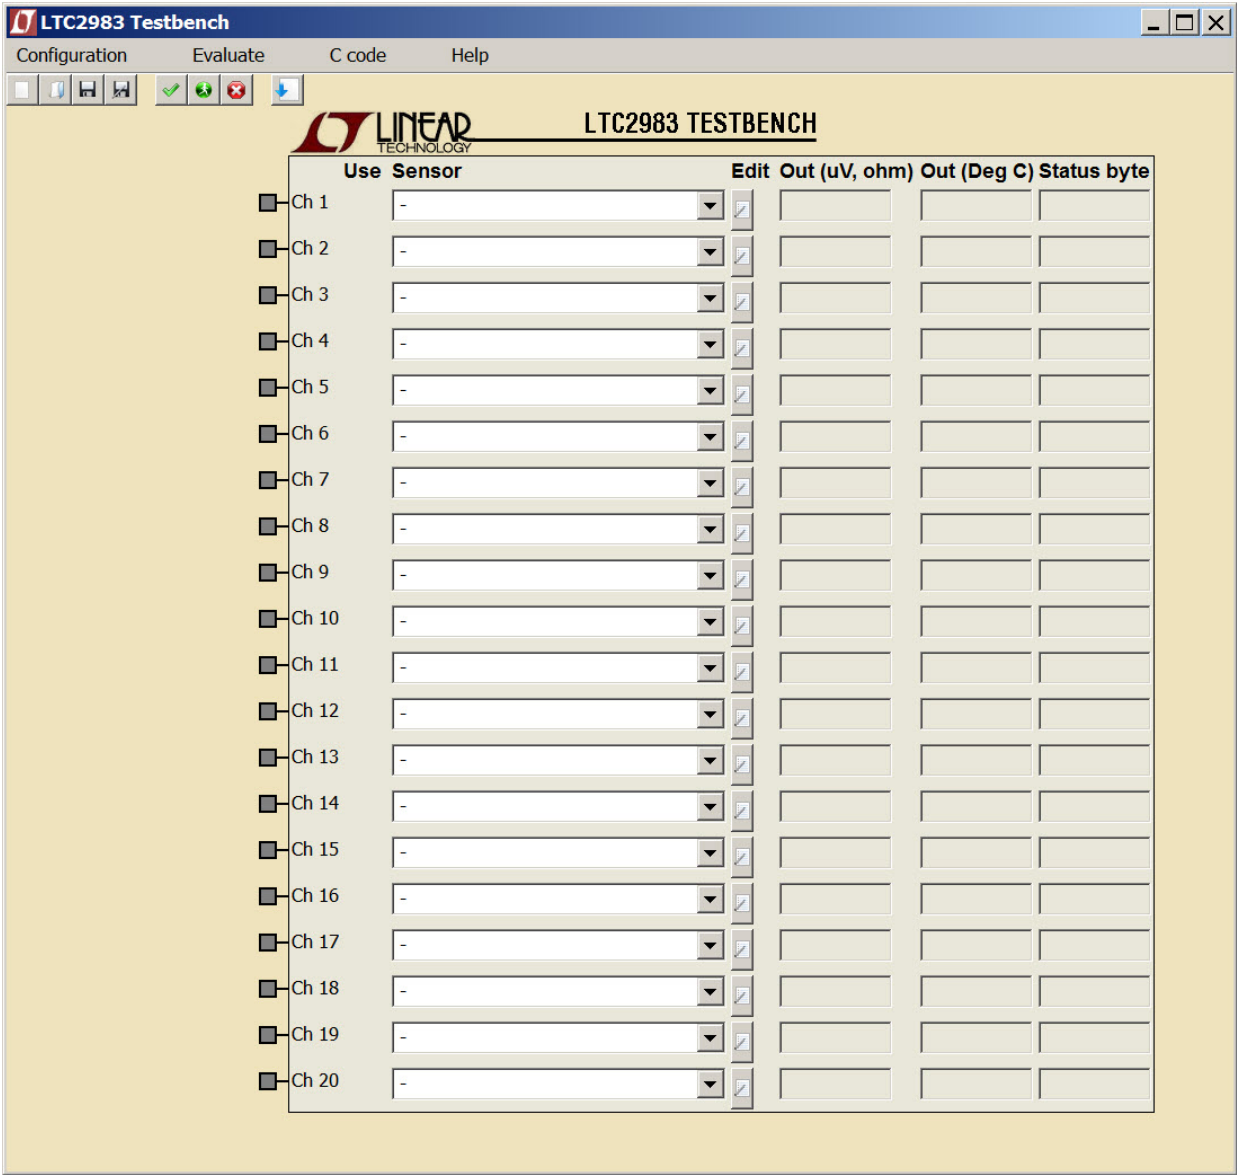 LTC2983 Testbench
Configuration Evaluate C code Help
LINEAR TECHNOLOGY
LTC2983 TESTBENCH
Use Sensor Edit Out (uV, ohm) Out (Deg C) Status byte
Ch 1 -
Ch 2 -
Ch 3 -
Ch 4 -
Ch 5 -
Ch 6 -
Ch 7 -
Ch 8 -
Ch 9 -
Ch 10 -
Ch 11 -
Ch 12 -
Ch 13 -
Ch 14 -
Ch 15 -
Ch 16 -
Ch 17 -
Ch 18 -
Ch 19 -
Ch 20 -